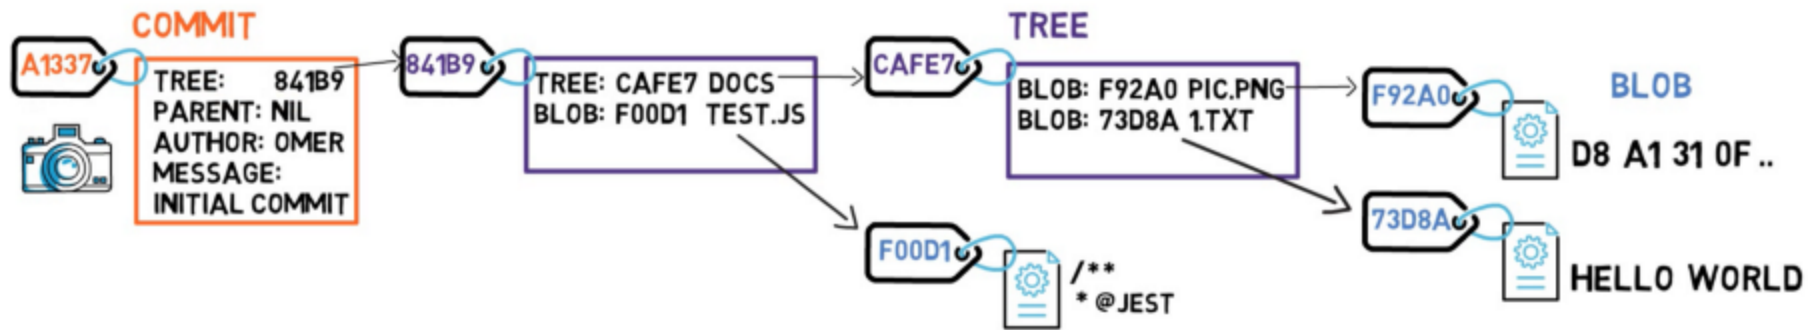 COMMIT
A1337
TREE: 841B9
PARENT: NIL
AUTHOR: OMER
MESSAGE:
INITIAL COMMIT
841B9
TREE: CAFE7 DOCS
BLOB: F00D1 TEST.JS
TREE
CAFE7
BLOB: F92A0 PIC.PNG
BLOB: 73D8A 1.TXT
F00D1
/**
* @JEST
BLOB
F92A0
D8 A1 31 0F ..
73D8A
HELLO WORLD